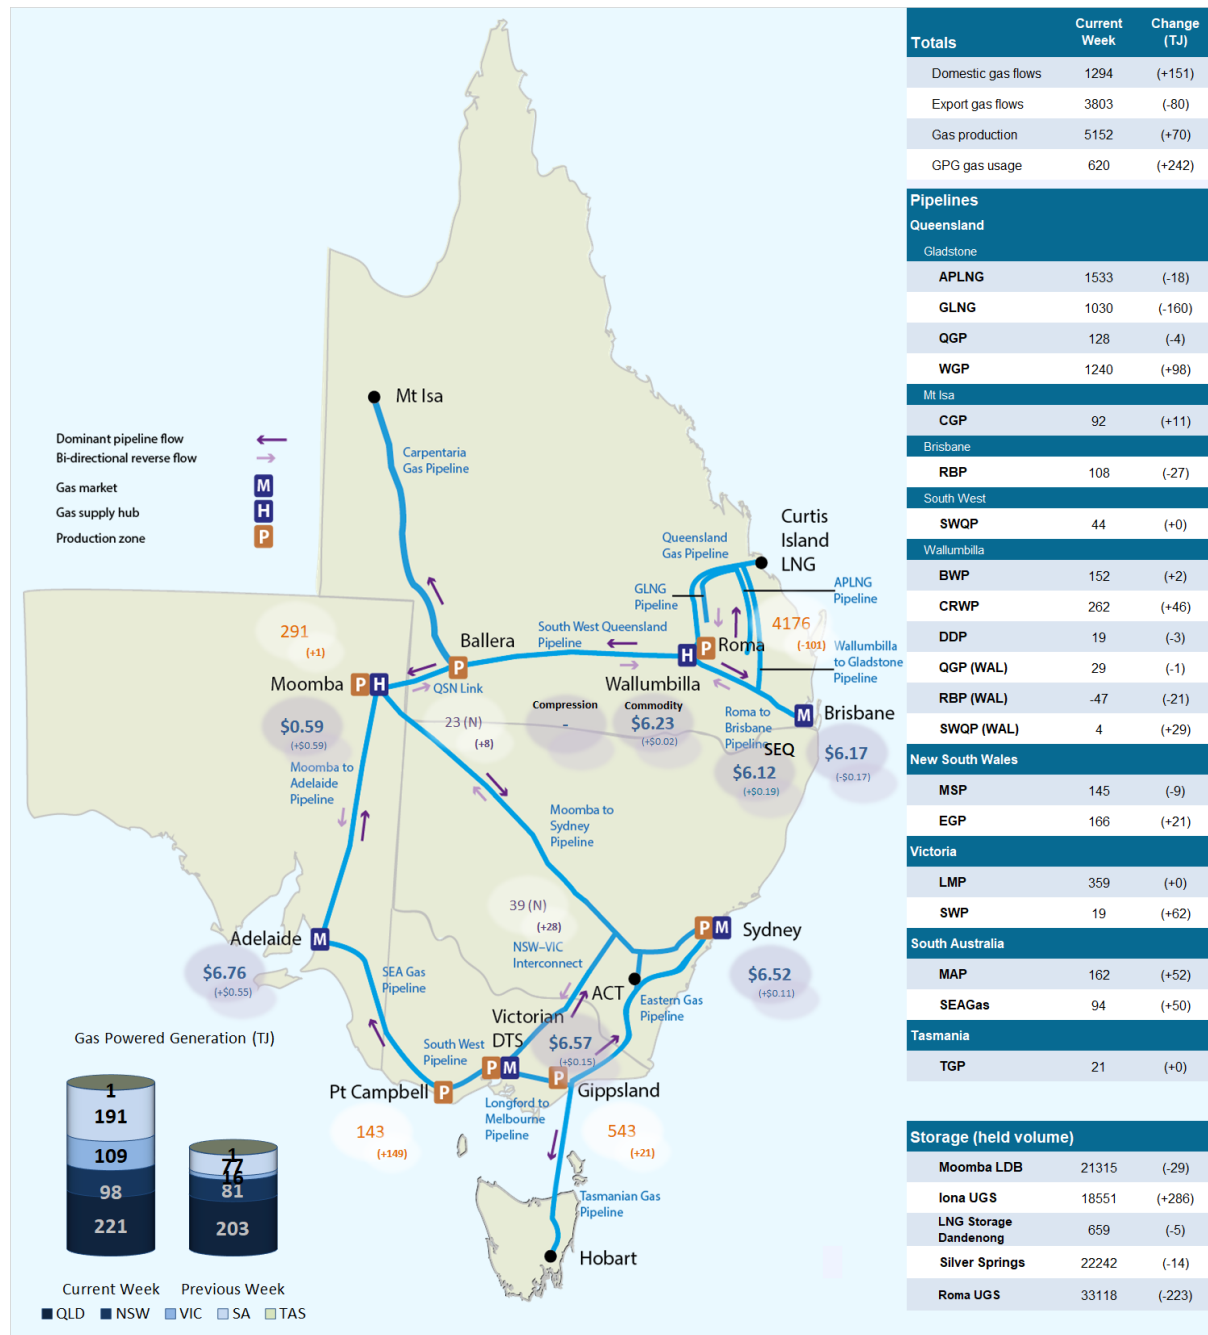 Mt Isa
Carpentaria
Gas Pipeline
Dominant pipeline flow
Bi-directional reverse flow
Gas market
M
Gas supply hub
H
Production zone
P
Curtis
Island
LNG
Queensland
Gas Pipeline
GLNG
Pipeline
APLNG
Pipeline
4176
(-101)
Wallumbilla
to Gladstone
Pipeline
291
(+1)
Ballera
P
South West Queensland
Pipeline
H P Roma
Moomba P H
QSN Link
Wallumbilla
$0.59
(+$0.59)
23 (N)
(+8)
Compression
-
Commodity
$6.23
(+$0.02)
Roma to
Brisbane
Pipeline
M Brisbane
SEQ
$6.12
(+$0.19)
$6.17
(-$0.17)
Moomba to
Adelaide
Pipeline
Moomba to
Sydney
Pipeline
39 (N)
(+28)
NSW-VIC
Interconnect
P M Sydney
$6.52
(+$0.11)
Adelaide M
$6.76
(+$0.55)
SEA Gas
Pipeline
ACT
Eastern Gas
Pipeline
Victorian
DTS
P M
$6.57
(+$0.15)
South West
Pipeline
Pt Campbell P
143
(+149)
Longford to
Melbourne
Pipeline
P
Gippsland
543
(+21)
Tasmanian Gas
Pipeline
Hobart
Gas Powered Generation (TJ)
1
191
109
98
221
1
77
16
81
203
Current Week
Previous Week
QLD NSW VIC SA TAS
Totals Current Week Change (TJ)
Domestic gas flows 1294 (+151)
Export gas flows 3803 (-80)
Gas production 5152 (+70)
GPG gas usage 620 (+242)
Pipelines
Queensland
Gladstone
APLNG 1533 (-18)
GLNG 1030 (-160)
QGP 128 (-4)
WGP 1240 (+98)
Mt Isa
CGP 92 (+11)
Brisbane
RBP 108 (-27)
South West
SWQP 44 (+0)
Wallumbilla
BWP 152 (+2)
CRWP 262 (+46)
DDP 19 (-3)
QGP (WAL) 29 (-1)
RBP (WAL) -47 (-21)
SWQP (WAL) 4 (+29)
New South Wales
MSP 145 (-9)
EGP 166 (+21)
Victoria
LMP 359 (+0)
SWP 19 (+62)
South Australia
MAP 162 (+52)
SEAGas 94 (+50)
Tasmania
TGP 21 (+0)
Storage (held volume)
Moomba LDB 21315 (-29)
Iona UGS 18551 (+286)
LNG Storage
Dandenong 659 (-5)
Silver Springs 22242 (-14)
Roma UGS 33118 (-223)